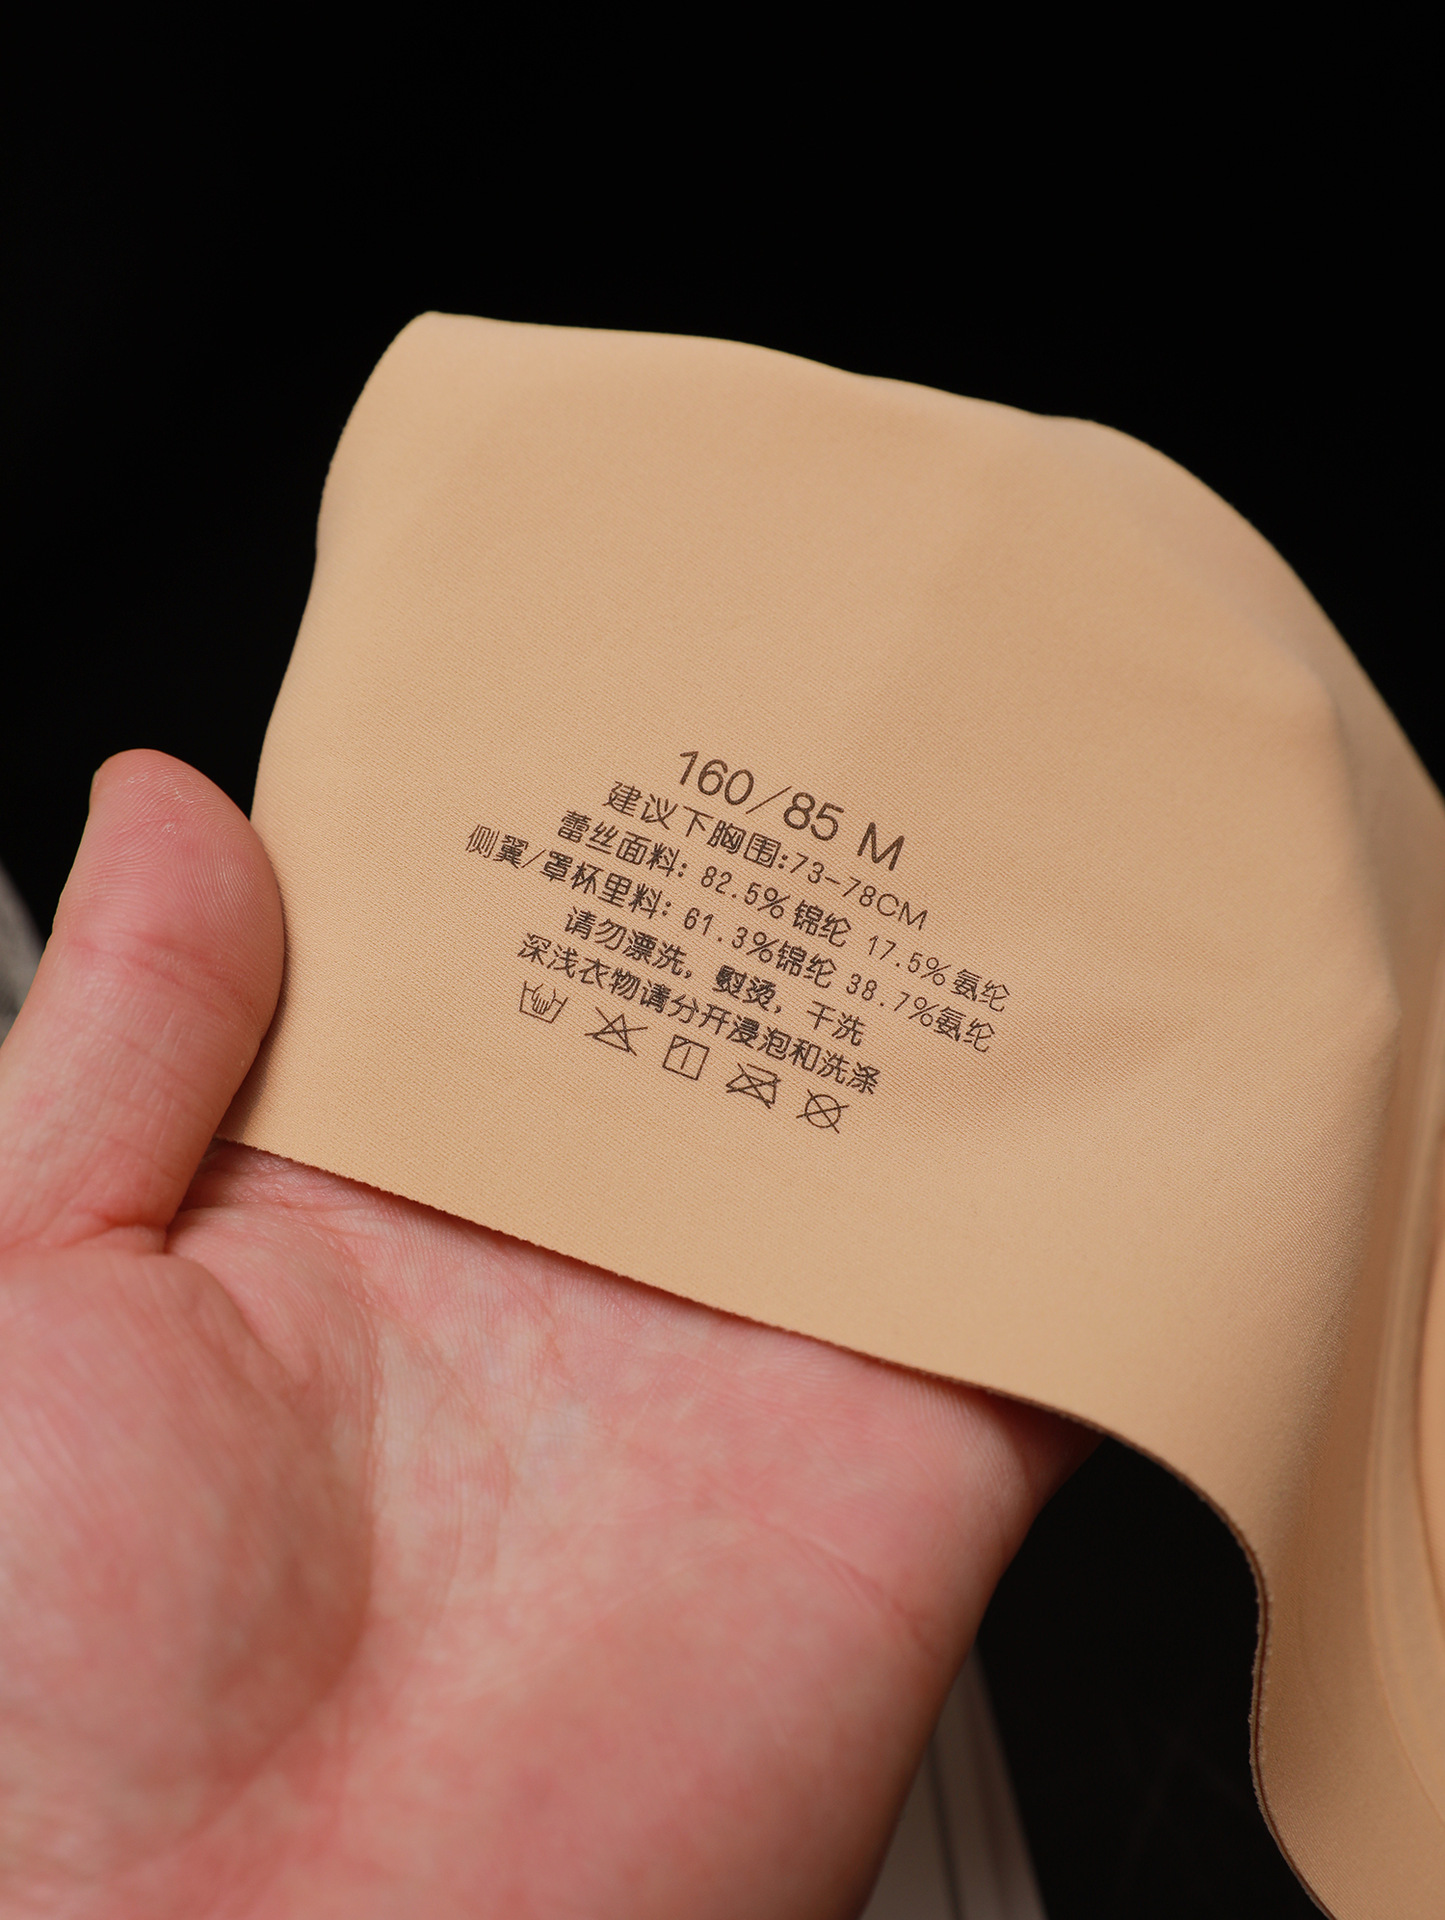 160/85 M
建议下胸围:73-78CM
蕾丝面料: 82.5%锦纶 17.5%氨纶
侧翼/罩杯里料: 61.3%锦纶 38.7%氨纶
请勿漂洗, 熨烫, 干洗
深浅衣物请分开浸泡和洗涤